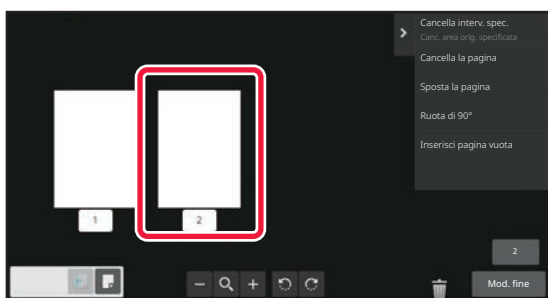 Cancella interv. spec.
Canc. area orig. specificata
Cancella la pagina
Sposta la pagina
Ruota di 90°
Inserisci pagina vuota
1
2
2
Mod. fine